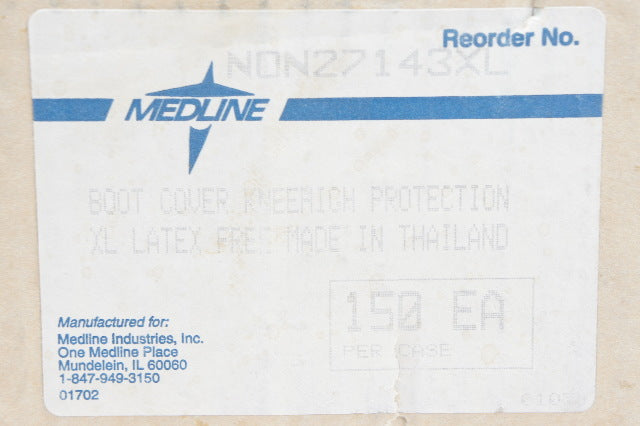 Reorder No.
NON27143XL
MEDLINE
BOOT COVER KNEEHIGH PROTECTION
XL LATEX FREE MADE IN THAILAND
150 EA
PER CASE
Manufactured for:
Medline Industries, Inc.
One Medline Place
Mundelein, IL 60060
1-847-949-3150
01702